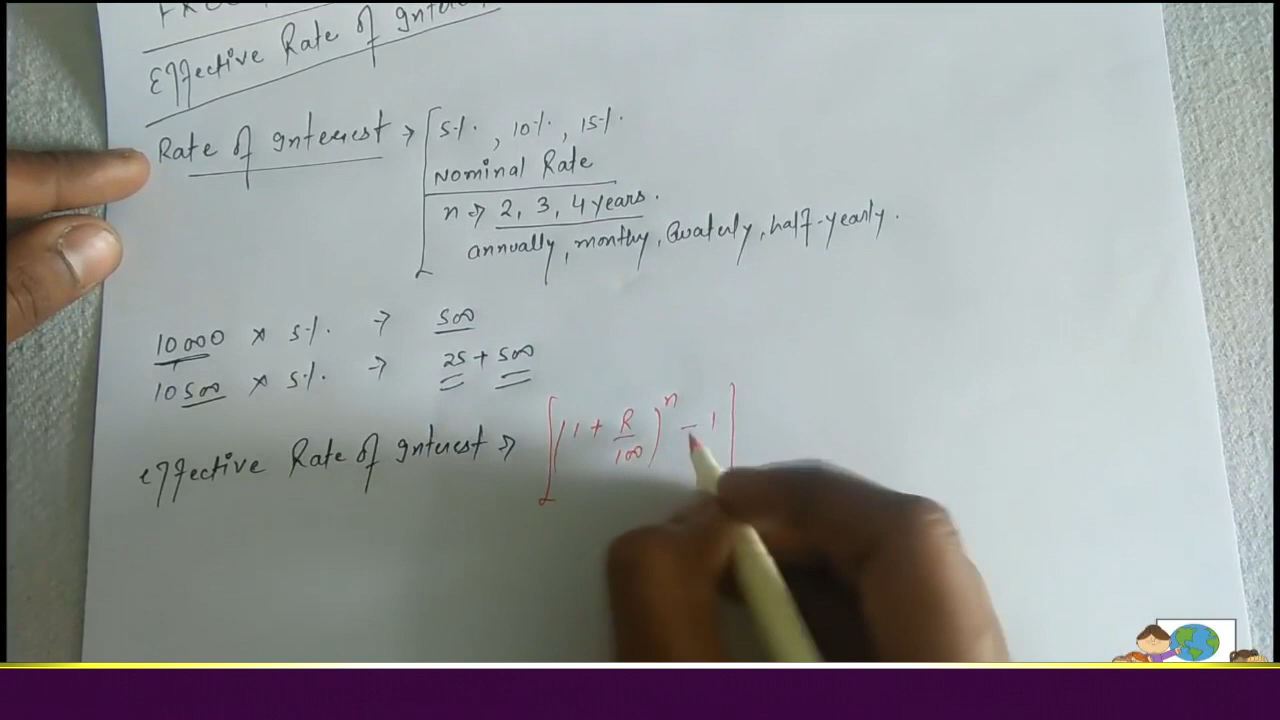 Effective Rate of Interest
Rate of Interest → 5%, 10%, 15%.
Nominal Rate
n → 2, 3, 4 years.
annually, monthy, Quaterly, half-yearly.
10000 × 5% → 500
10500 × 5% → 25 + 500
effective Rate of Interest → [(1 + R/100)^n - 1